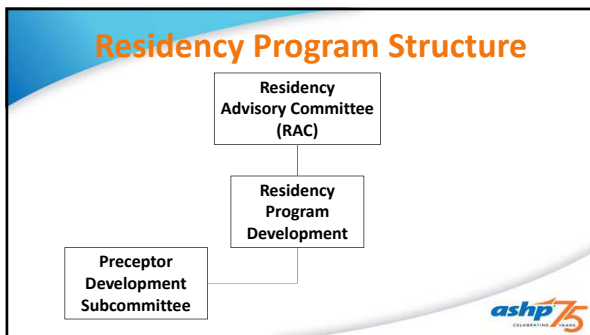 Residency Program Structure
Residency
Advisory Committee
(RAC)
Residency
Program
Development
Preceptor
Development
Subcommittee
ashp 75
CELEBRATING YEARS